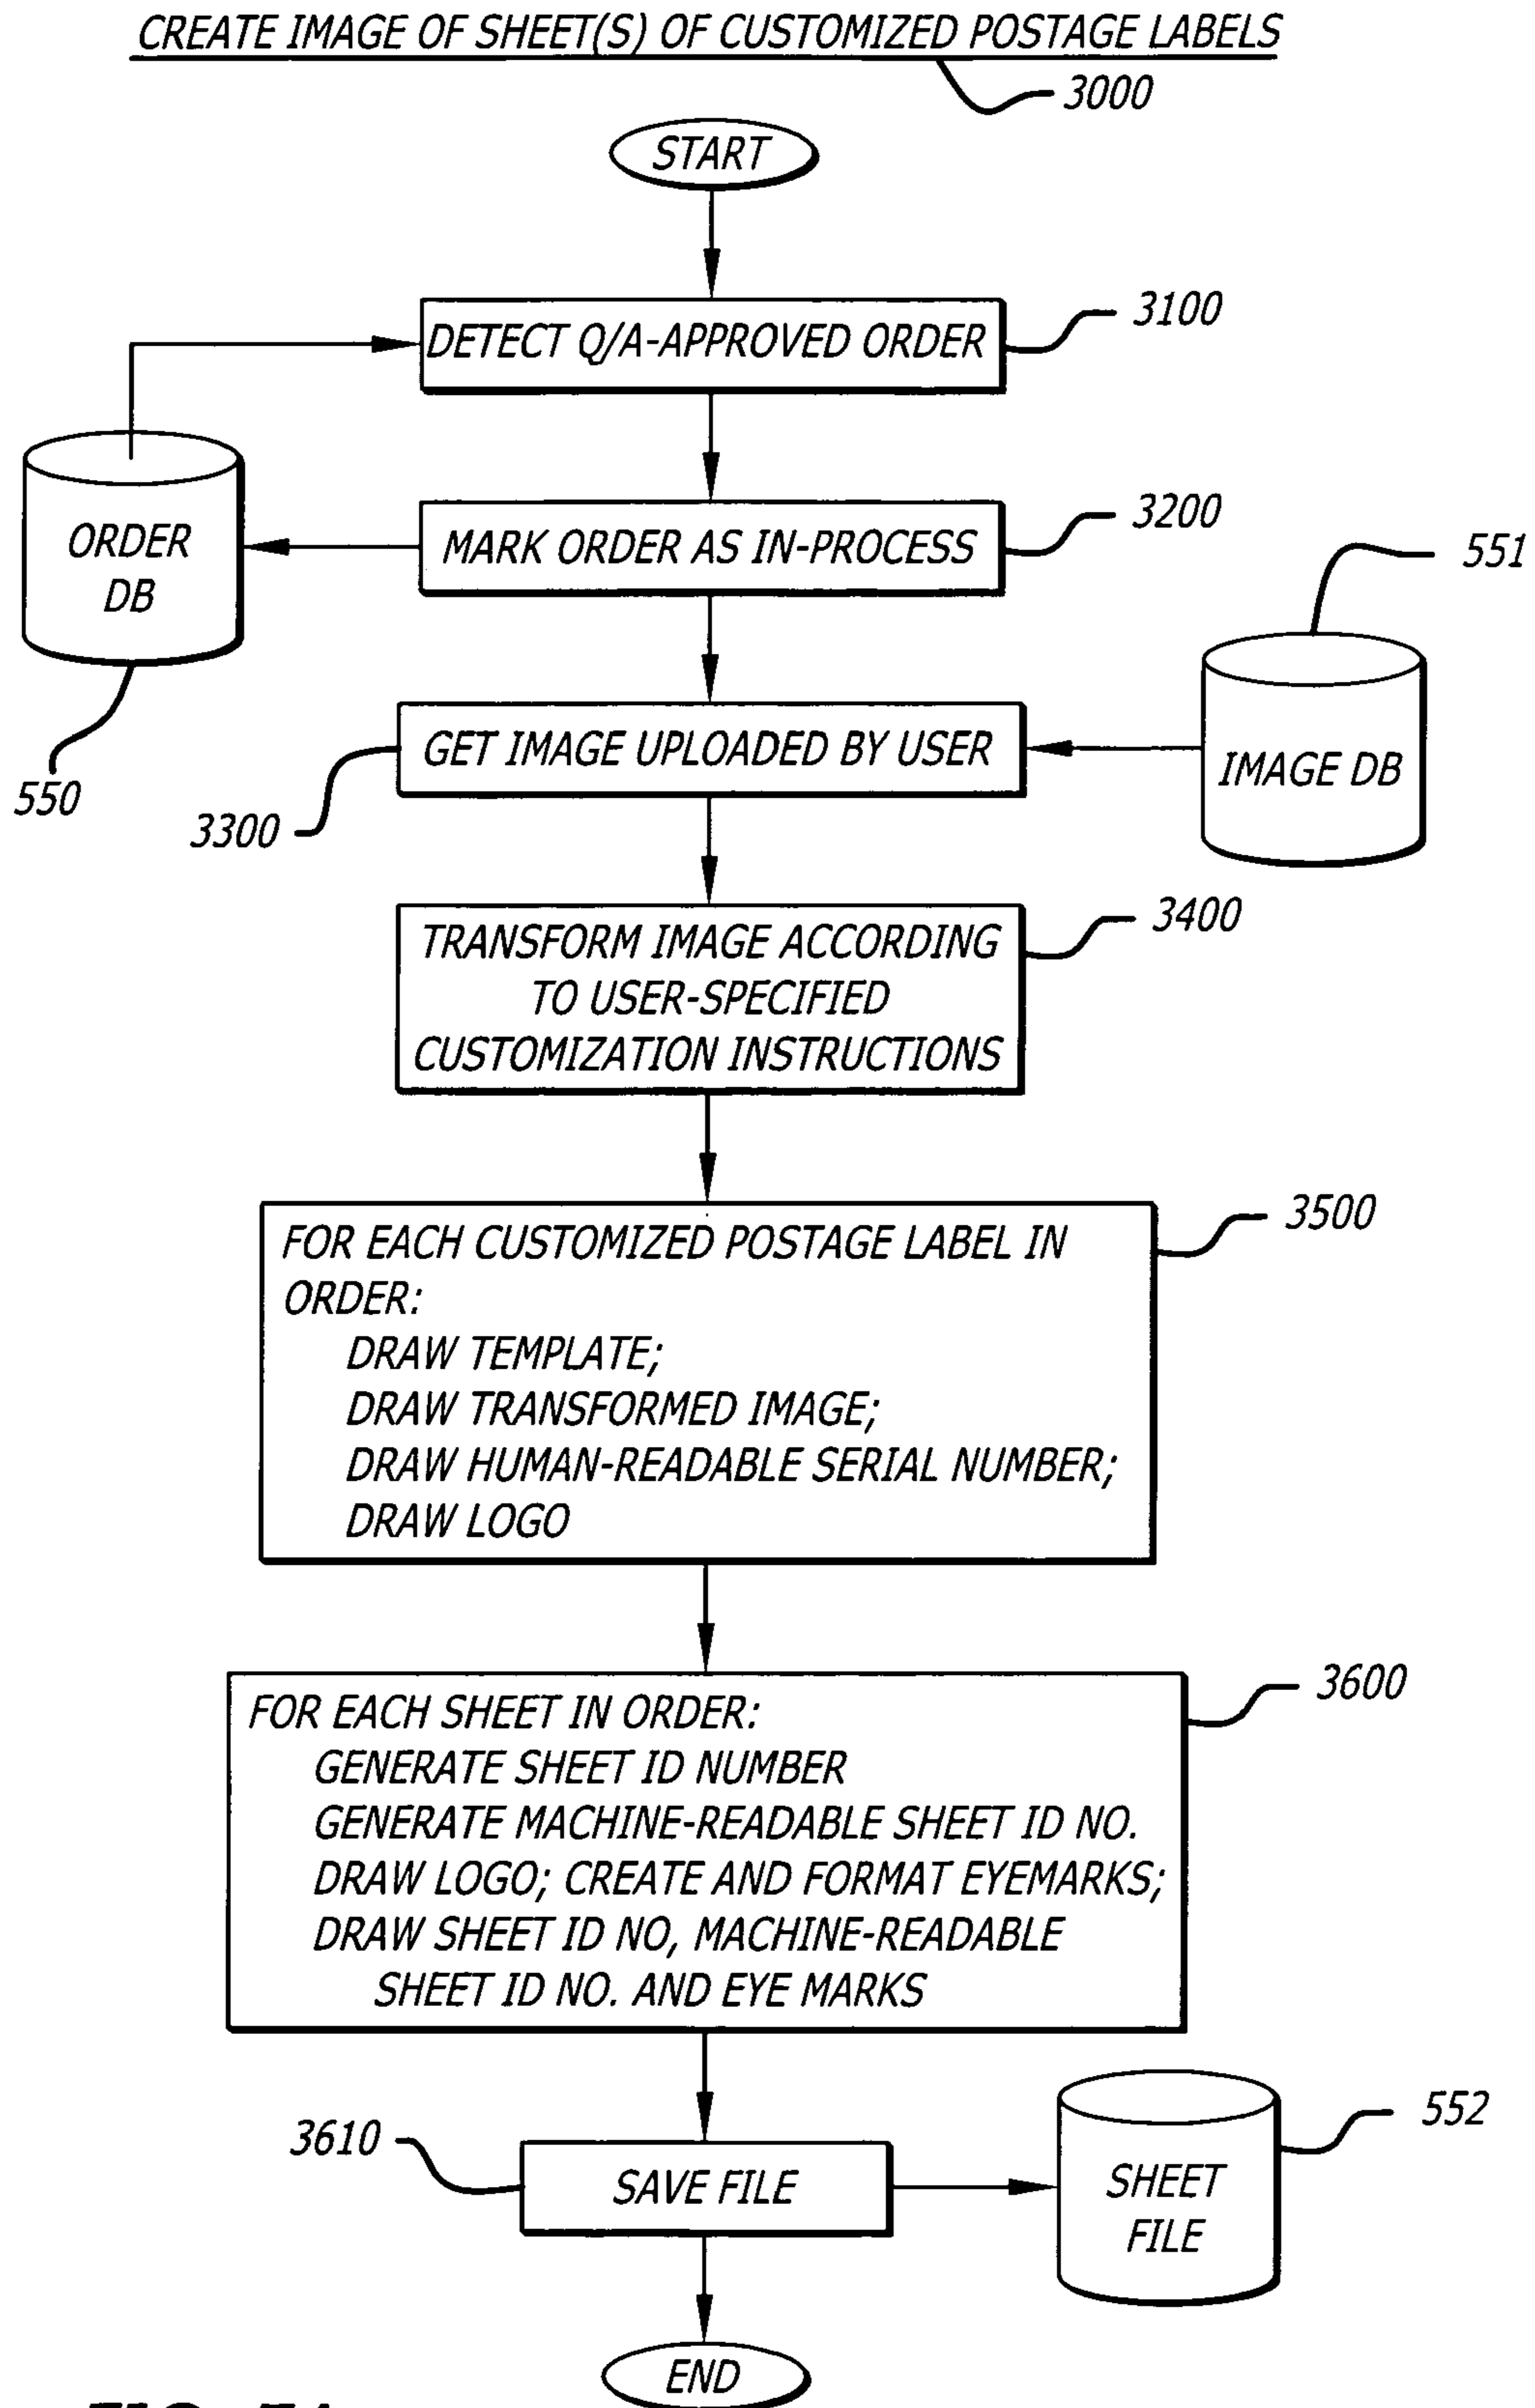 CREATE IMAGE OF SHEET(S) OF CUSTOMIZED POSTAGE LABELS
3000
START
DETECT Q/A-APPROVED ORDER
3100
MARK ORDER AS IN-PROCESS
3200
ORDER
DB
550
551
IMAGE DB
GET IMAGE UPLOADED BY USER
3300
TRANSFORM IMAGE ACCORDING
TO USER-SPECIFIED
CUSTOMIZATION INSTRUCTIONS
3400
FOR EACH CUSTOMIZED POSTAGE LABEL IN
ORDER:
DRAW TEMPLATE;
DRAW TRANSFORMED IMAGE;
DRAW HUMAN-READABLE SERIAL NUMBER;
DRAW LOGO
3500
FOR EACH SHEET IN ORDER:
GENERATE SHEET ID NUMBER
GENERATE MACHINE-READABLE SHEET ID NO.
DRAW LOGO; CREATE AND FORMAT EYEMARKS;
DRAW SHEET ID NO, MACHINE-READABLE
SHEET ID NO. AND EYE MARKS
3600
3610
SAVE FILE
SHEET
FILE
552
END